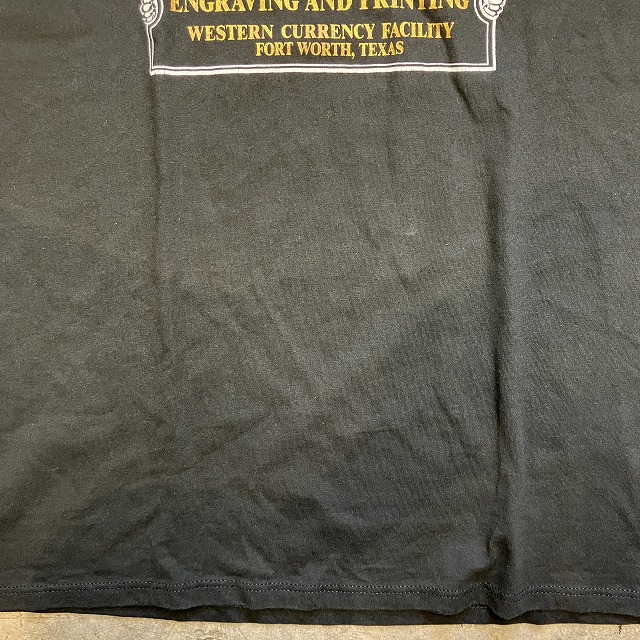 ENGRAVING AND PRINTING
WESTERN CURRENCY FACILITY
FORT WORTH, TEXAS